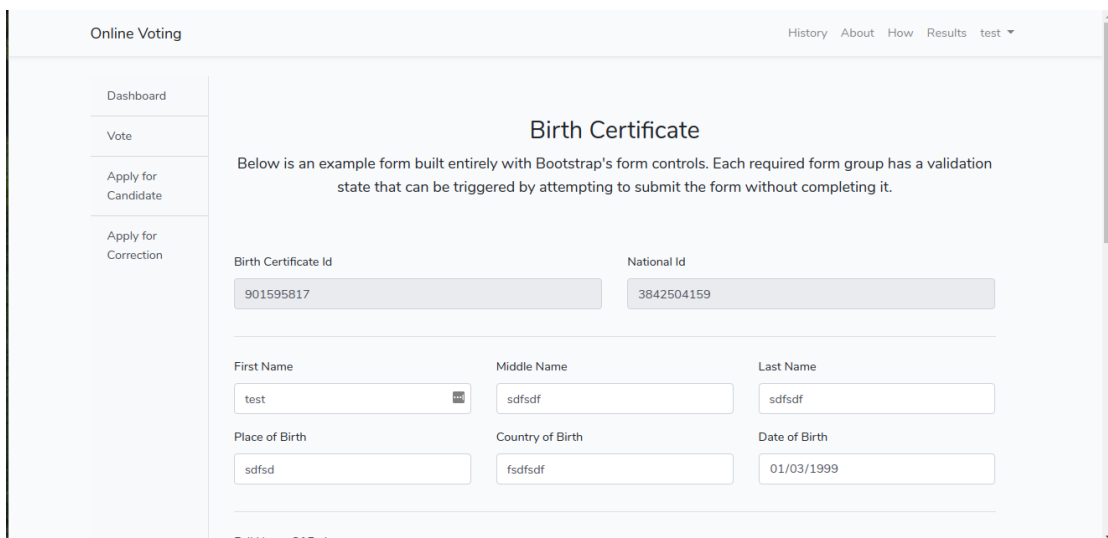 Online Voting
History About How Results test
Dashboard
Vote
Apply for
Candidate
Apply for
Correction
Birth Certificate
Below is an example form built entirely with Bootstrap's form controls. Each required form group has a validation
state that can be triggered by attempting to submit the form without completing it.
Birth Certificate Id National Id
901595817 3842504159
First Name Middle Name Last Name
test sdfsdf sdfsdf
Place of Birth Country of Birth Date of Birth
sdfsd fsdfsdf 01/03/1999